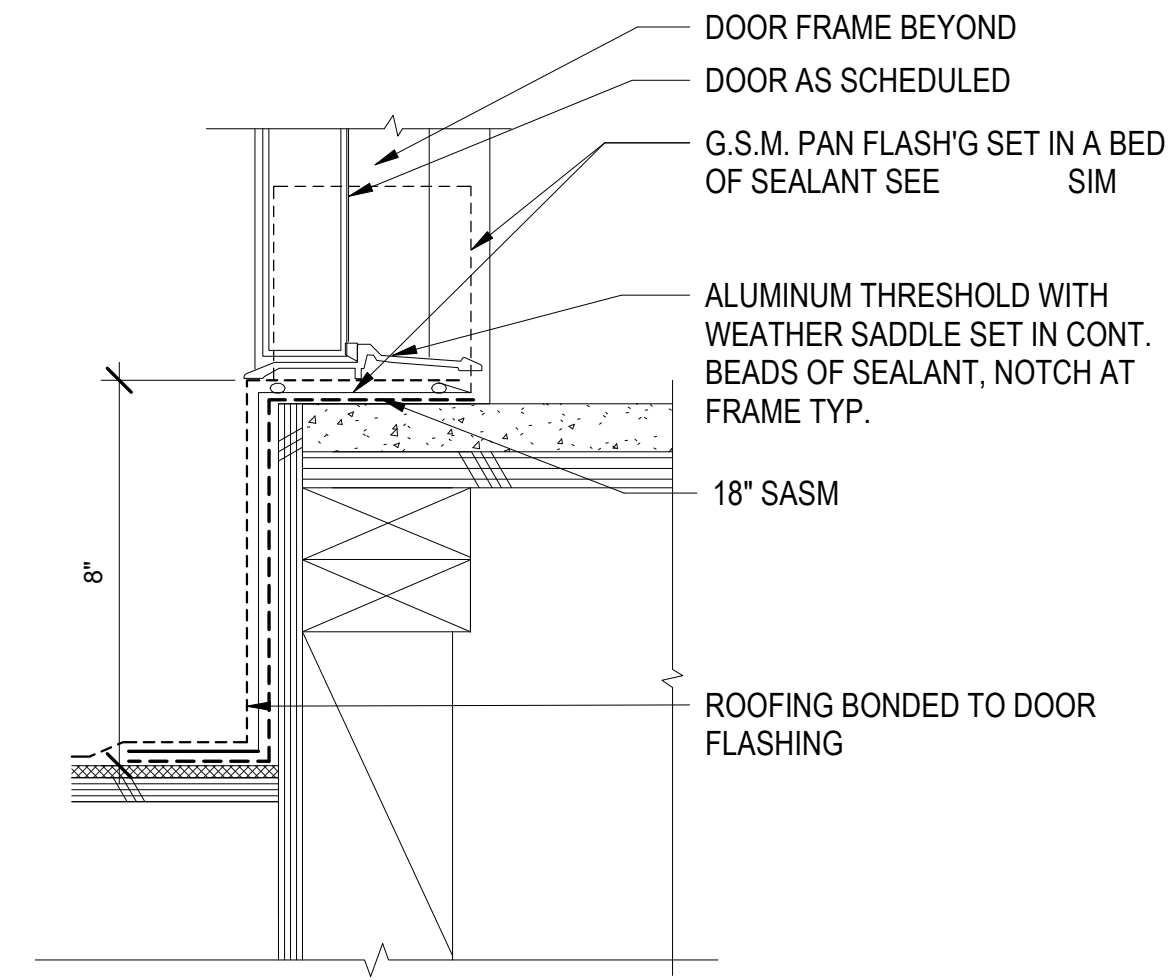 DOOR FRAME BEYOND
DOOR AS SCHEDULED
G.S.M. PAN FLASH'G SET IN A BED
OF SEALANT SEE SIM
ALUMINUM THRESHOLD WITH
WEATHER SADDLE SET IN CONT.
BEADS OF SEALANT, NOTCH AT
FRAME TYP.
18" SASM
8"
ROOFING BONDED TO DOOR
FLASHING